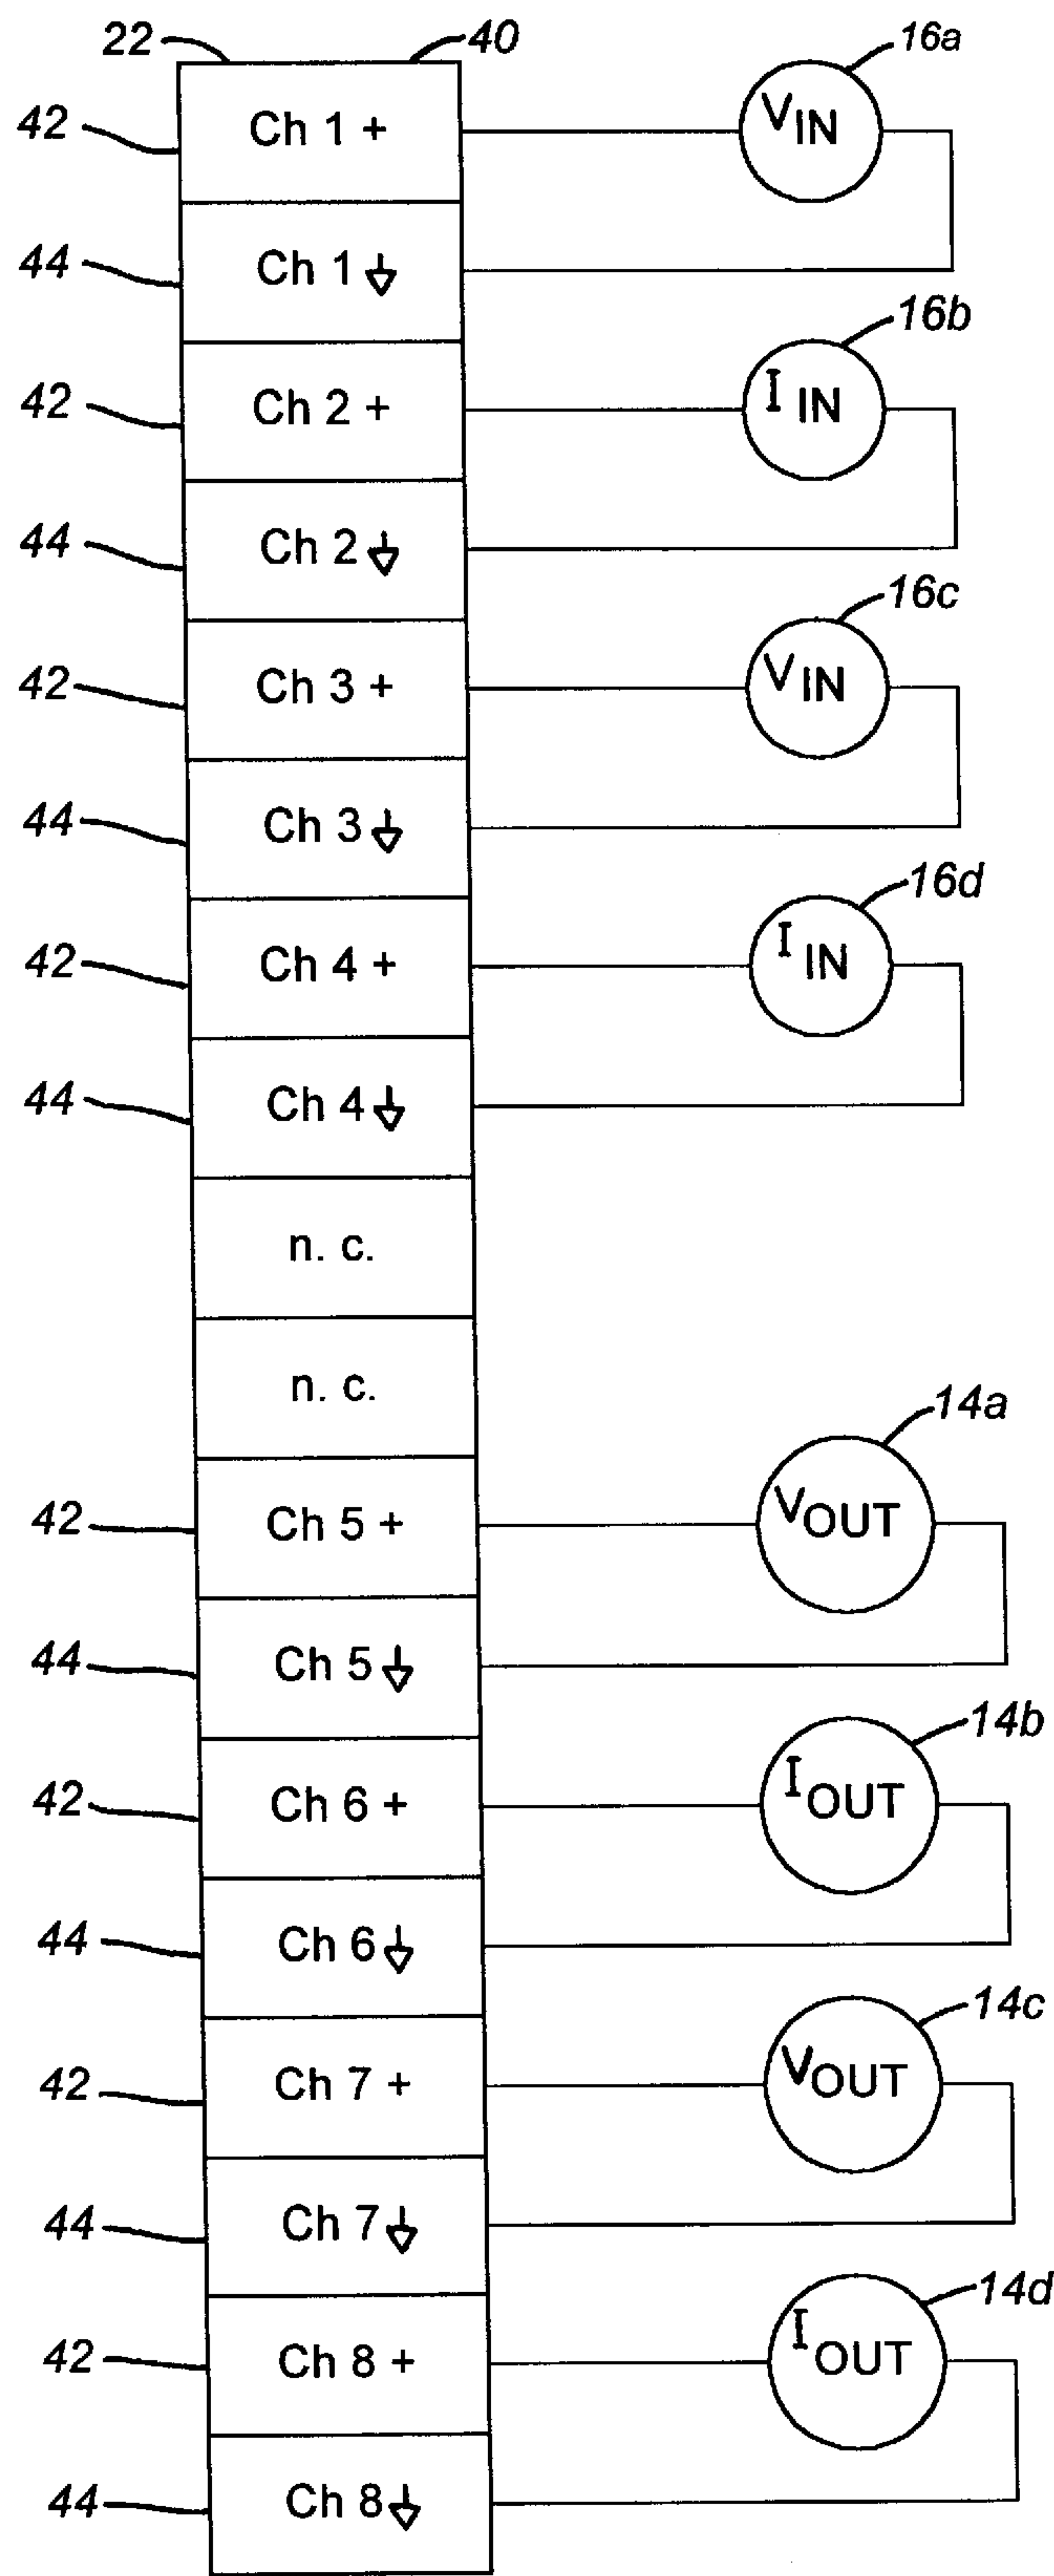 22 40 16a
42 Ch 1 + VIN
44 Ch 1
16b
42 Ch 2 + I IN
44 Ch 2
16c
42 Ch 3 + VIN
44 Ch 3
16d
42 Ch 4 + I IN
44 Ch 4
n. c.
n. c.
14a
42 Ch 5 + VOUT
44 Ch 5
14b
42 Ch 6 + IOUT
44 Ch 6
14c
42 Ch 7 + VOUT
44 Ch 7
14d
42 Ch 8 + IOUT
44 Ch 8